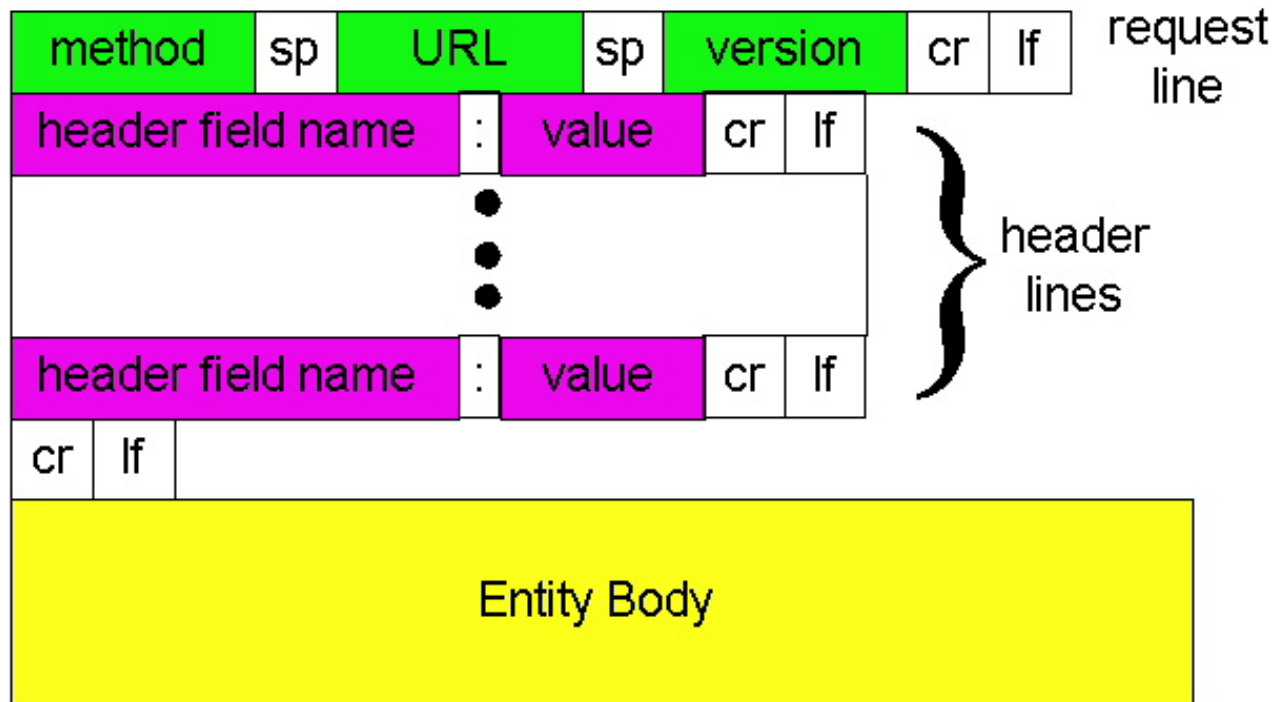 method sp URL sp version cr lf
request line
header field name : value cr lf
header lines
header field name : value cr lf
cr lf
Entity Body